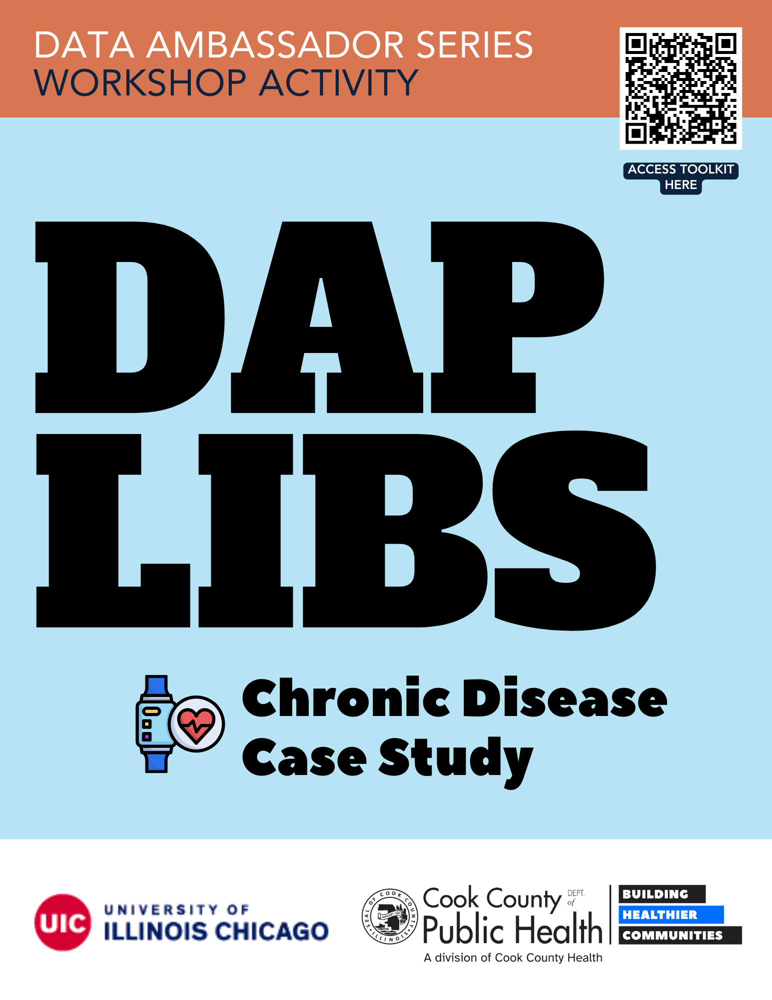 DATA AMBASSADOR SERIES
WORKSHOP ACTIVITY
ACCESS TOOLKIT
HERE
DAP
LIBS
Chronic Disease
Case Study
UIC
UNIVERSITY OF
ILLINOIS CHICAGO
SEAL OF COOK COUNTY
ILLINOIS
JANUARY 1831
Cook County DEPT.
of
Public Health
A division of Cook County Health
BUILDING
HEALTHIER
COMMUNITIES